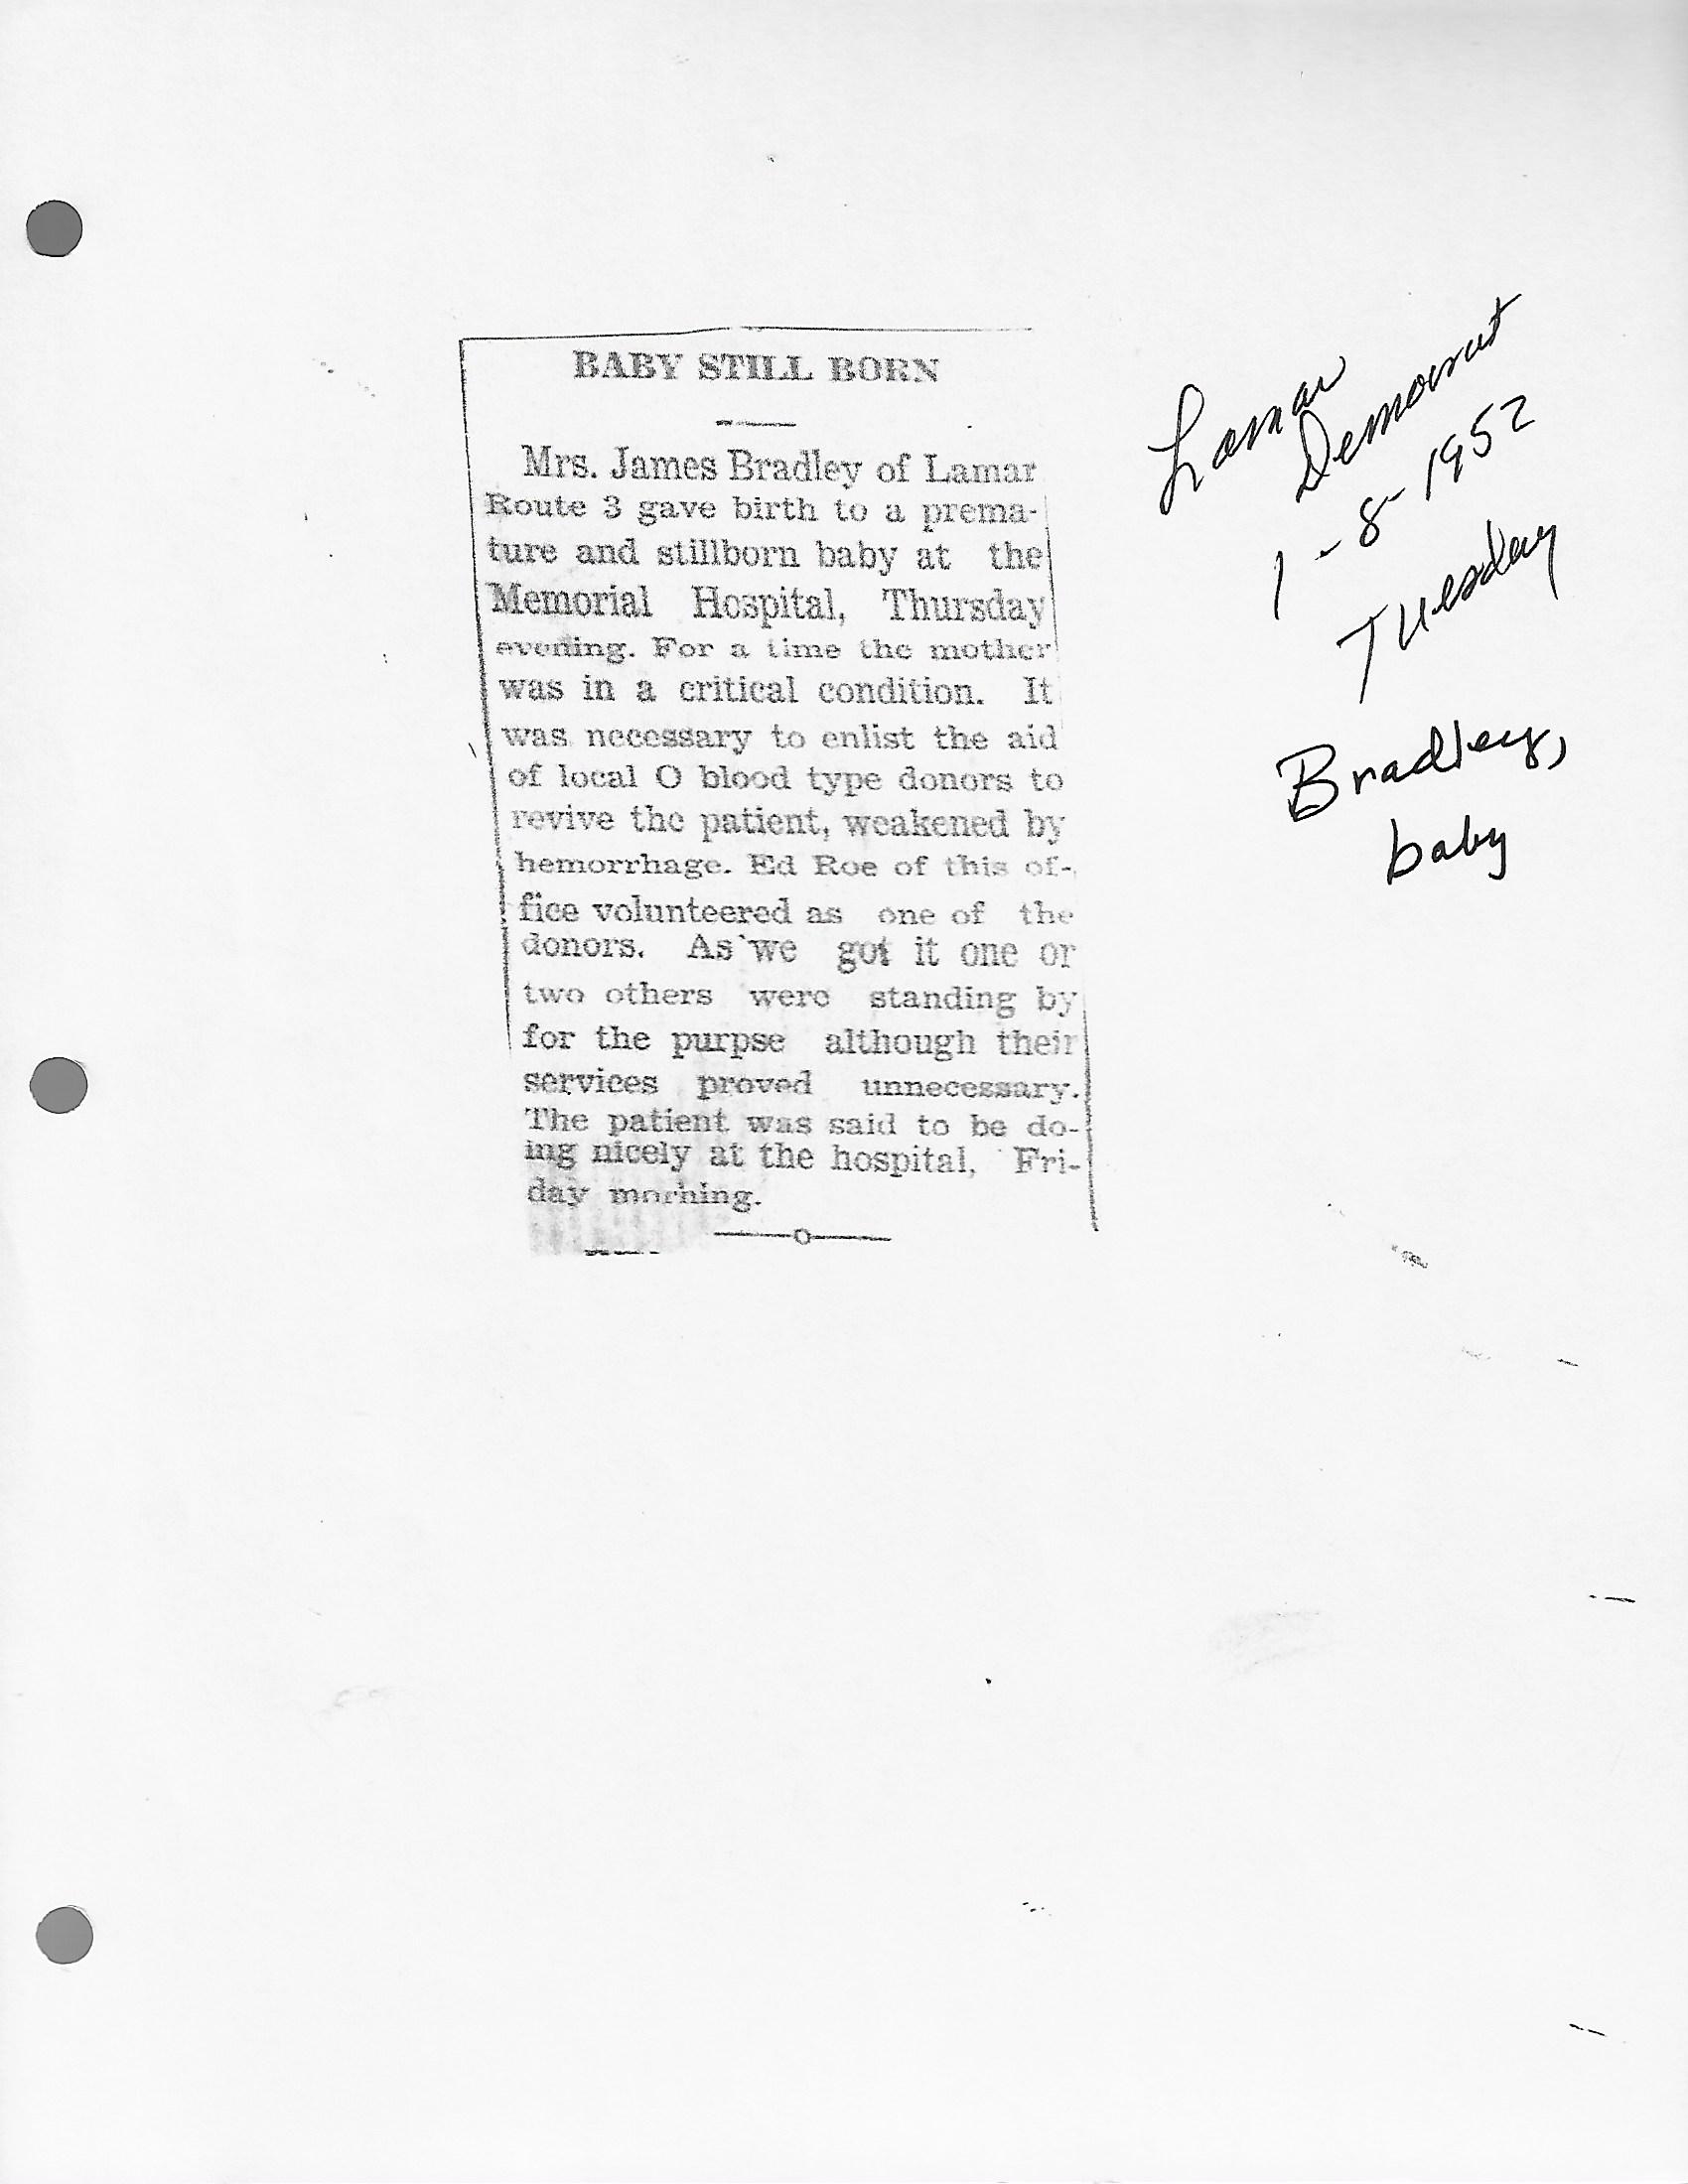 BABY STILL BORN
Mrs. James Bradley of Lamar
Route 3 gave birth to a prema-
ture and stillborn baby at the
Memorial Hospital, Thursday
evening. For a time the mother
was in a critical condition. It
was necessary to enlist the aid
of local O blood type donors to
revive the patient, weakened by
hemorrhage. Ed Roe of this of-
fice volunteered as one of the
donors. As we got it one or
two others were standing by
for the purpse although their
services proved unnecessary.
The patient was said to be do-
ing nicely at the hospital, Fri-
day morning.
Lamar
Democrat
1-8-1952
Tuesday
Bradley,
baby